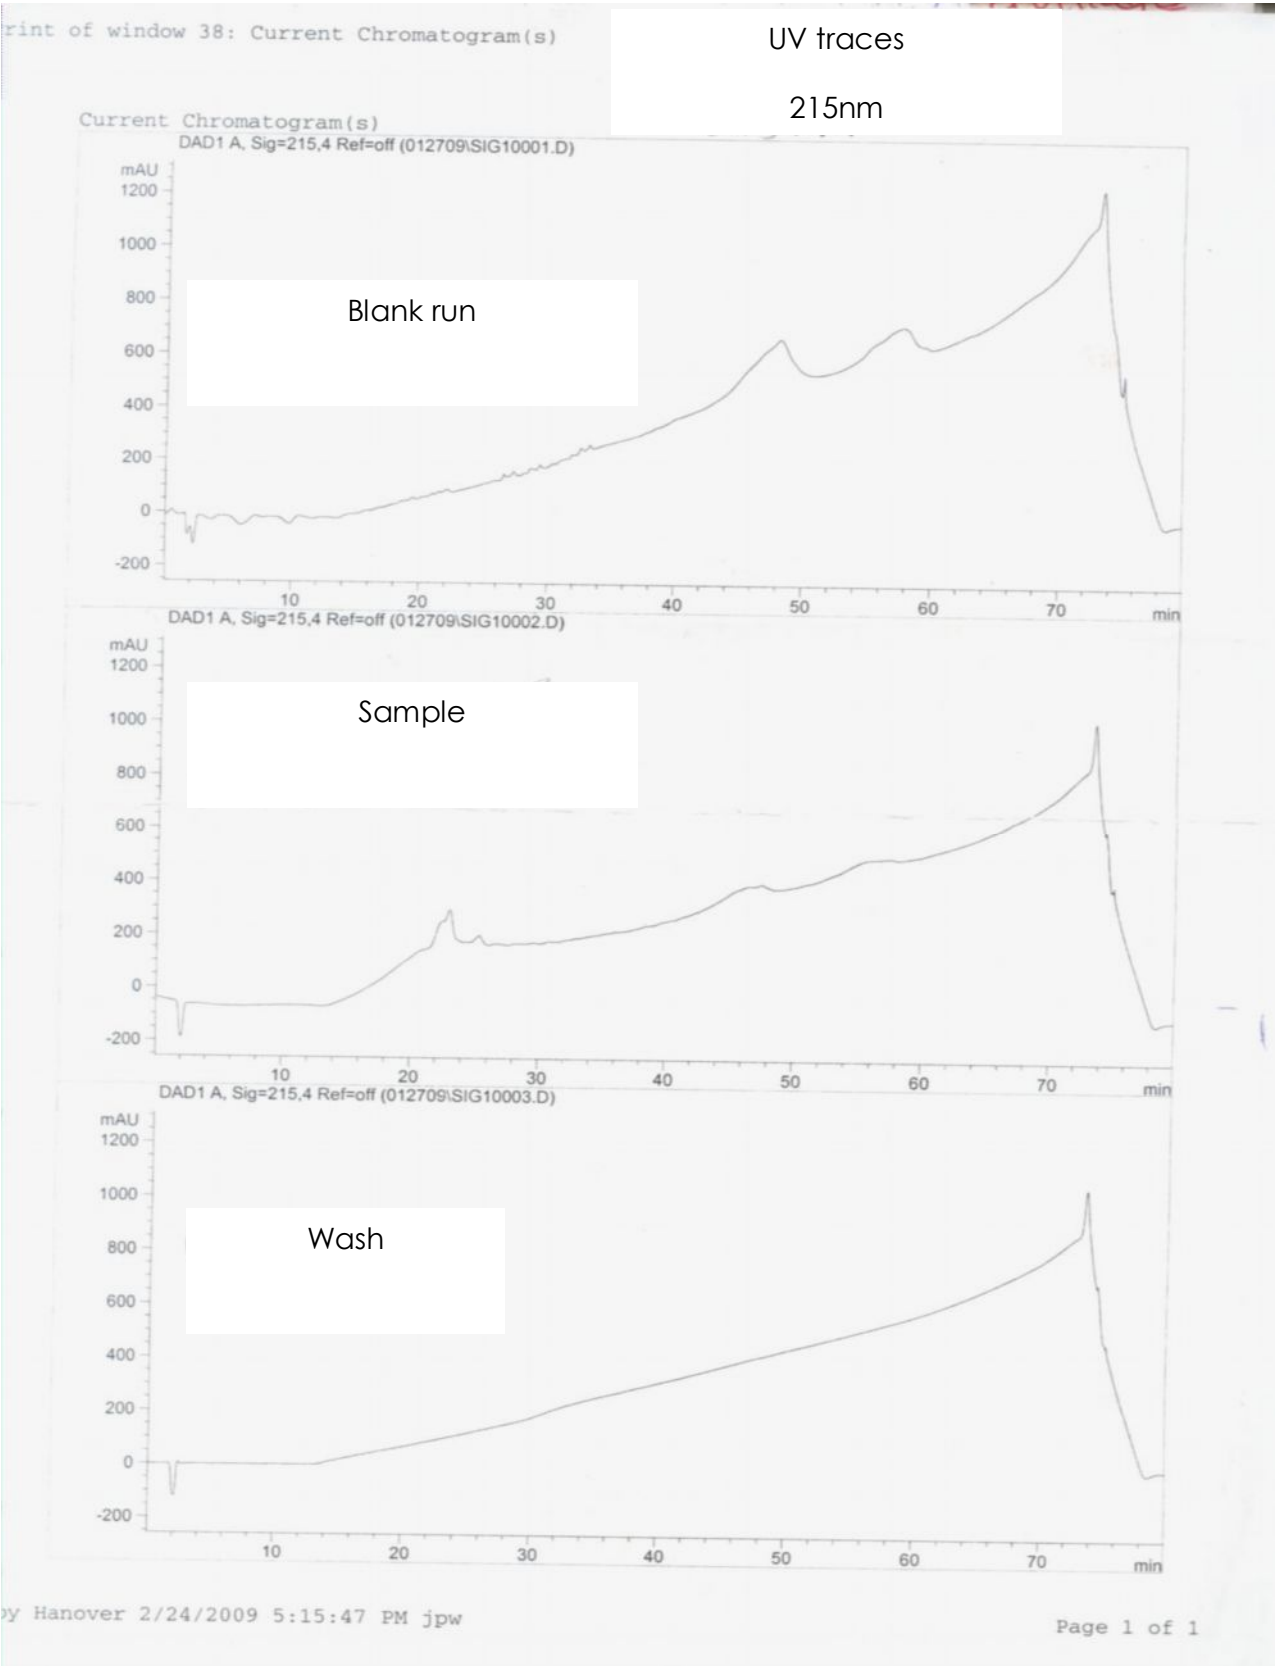 rint of window 38: Current Chromatogram(s)
UV traces
215nm
Current Chromatogram(s)
DAD1 A, Sig=215,4 Ref=off (012709\SIG10001.D)
mAU
1200
1000
800
600
400
200
0
-200
Blank run
10 20 30 40 50 60 70 min
DAD1 A, Sig=215,4 Ref=off (012709\SIG10002.D)
mAU
1200
1000
800
600
400
200
0
-200
Sample
10 20 30 40 50 60 70 min
DAD1 A, Sig=215,4 Ref=off (012709\SIG10003.D)
mAU
1200
1000
800
600
400
200
0
-200
Wash
10 20 30 40 50 60 70 min
by Hanover 2/24/2009 5:15:47 PM jpw
Page 1 of 1